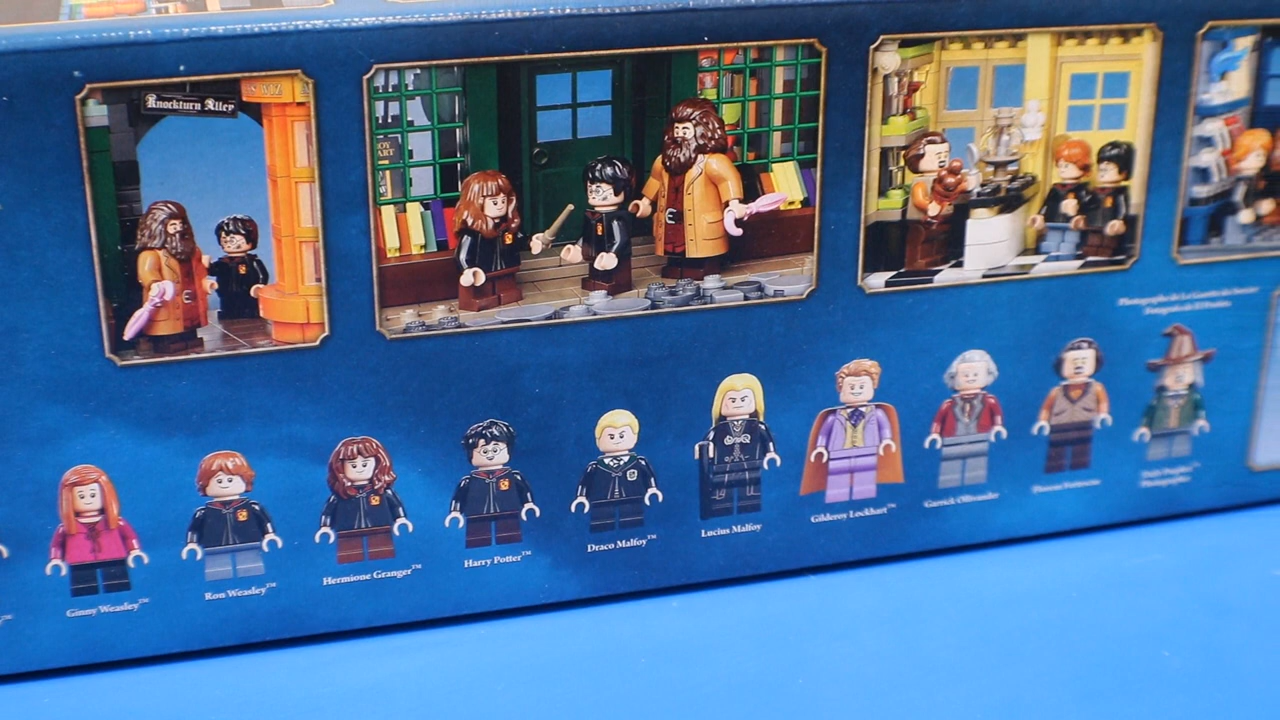 Knockturn Alley
Ginny Weasley™
Ron Weasley™
Hermione Granger™
Harry Potter™
Draco Malfoy™
Lucius Malfoy
Gilderoy Lockhart™
Garrick Ollivander